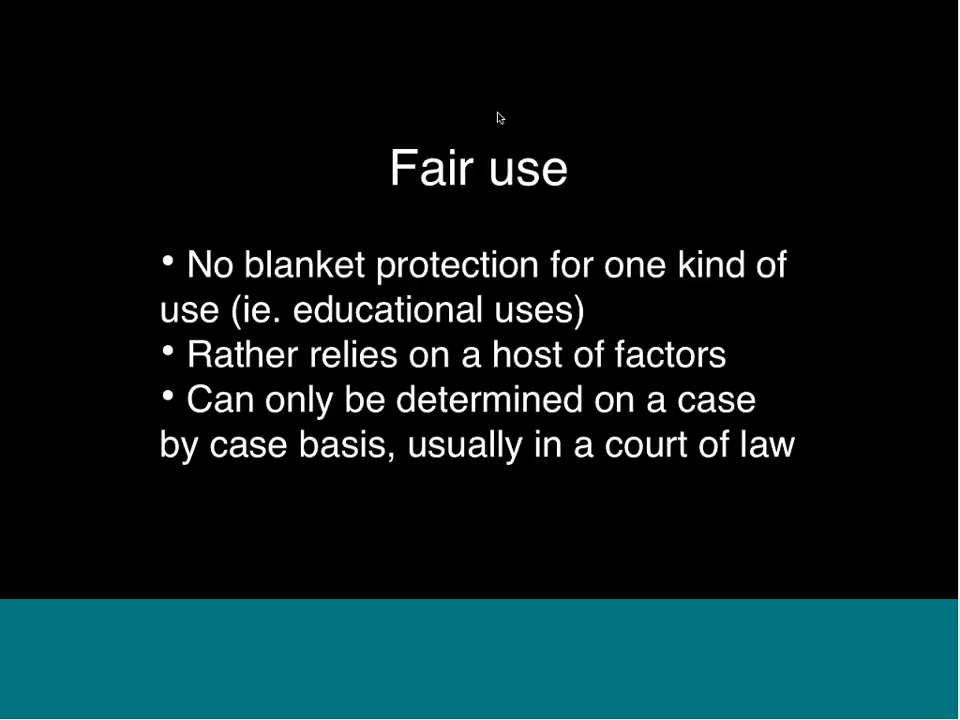 Fair use
• No blanket protection for one kind of
use (ie. educational uses)
• Rather relies on a host of factors
• Can only be determined on a case
by case basis, usually in a court of law